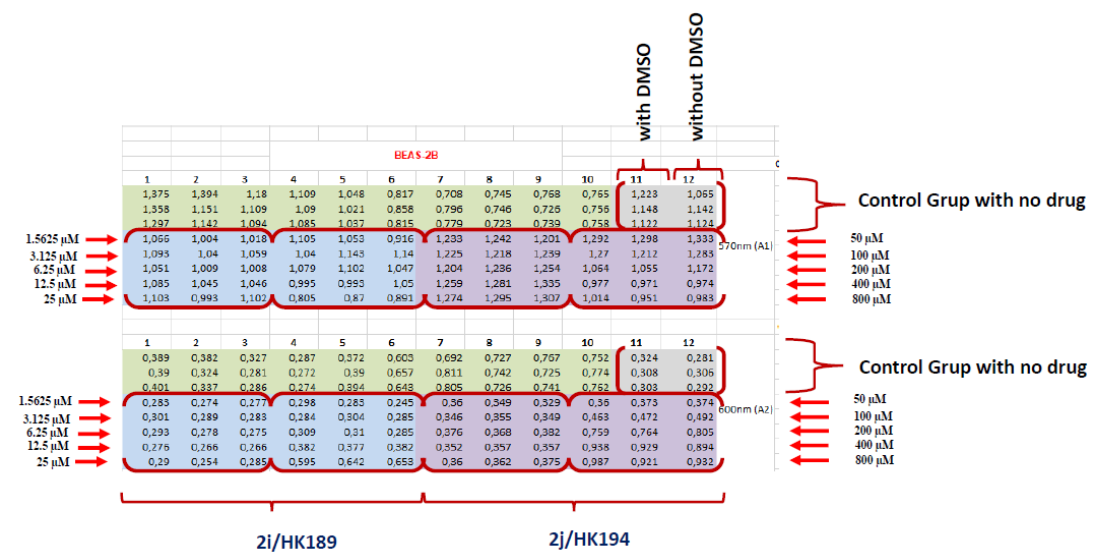 with DMSO
without DMSO
BEAS-2B
1 2 3 4 5 6 7 8 9 10 11 12
1,375 1,394 1,18 1,109 1,048 0,817 0,708 0,745 0,768 0,765 1,223 1,065
1,358 1,151 1,109 1,09 1,021 0,858 0,796 0,746 0,726 0,756 1,148 1,142
1,297 1,142 1,094 1,085 1,037 0,815 0,779 0,723 0,739 0,758 1,122 1,124
Control Grup with no drug
1.5625 µM 1,066 1,004 1,018 1,105 1,053 0,916 1,233 1,242 1,201 1,292 1,298 1,333 570nm (A1) 50 µM
3.125 µM 1,093 1,04 1,059 1,04 1,143 1,14 1,225 1,218 1,239 1,27 1,212 1,283 100 µM
6.25 µM 1,051 1,009 1,008 1,079 1,102 1,047 1,204 1,236 1,254 1,064 1,055 1,172 200 µM
12.5 µM 1,085 1,045 1,046 0,995 0,993 1,05 1,259 1,281 1,335 0,977 0,971 0,974 400 µM
25 µM 1,103 0,993 1,102 0,805 0,87 0,891 1,274 1,295 1,307 1,014 0,951 0,983 800 µM
1 2 3 4 5 6 7 8 9 10 11 12
0,389 0,382 0,327 0,287 0,372 0,603 0,692 0,727 0,767 0,752 0,324 0,281
0,39 0,324 0,281 0,272 0,39 0,657 0,811 0,742 0,725 0,774 0,308 0,306
0,401 0,337 0,286 0,274 0,394 0,643 0,805 0,726 0,741 0,762 0,303 0,292
Control Grup with no drug
1.5625 µM 0,283 0,274 0,277 0,298 0,283 0,245 0,36 0,349 0,329 0,36 0,373 0,374 600nm (A2) 50 µM
3.125 µM 0,301 0,289 0,283 0,284 0,304 0,285 0,346 0,355 0,349 0,463 0,472 0,492 100 µM
6.25 µM 0,293 0,278 0,275 0,309 0,31 0,285 0,376 0,368 0,382 0,759 0,764 0,805 200 µM
12.5 µM 0,276 0,266 0,266 0,382 0,377 0,382 0,352 0,357 0,357 0,938 0,929 0,894 400 µM
25 µM 0,29 0,254 0,285 0,595 0,642 0,653 0,36 0,362 0,375 0,987 0,921 0,932 800 µM
2i/HK189
2j/HK194